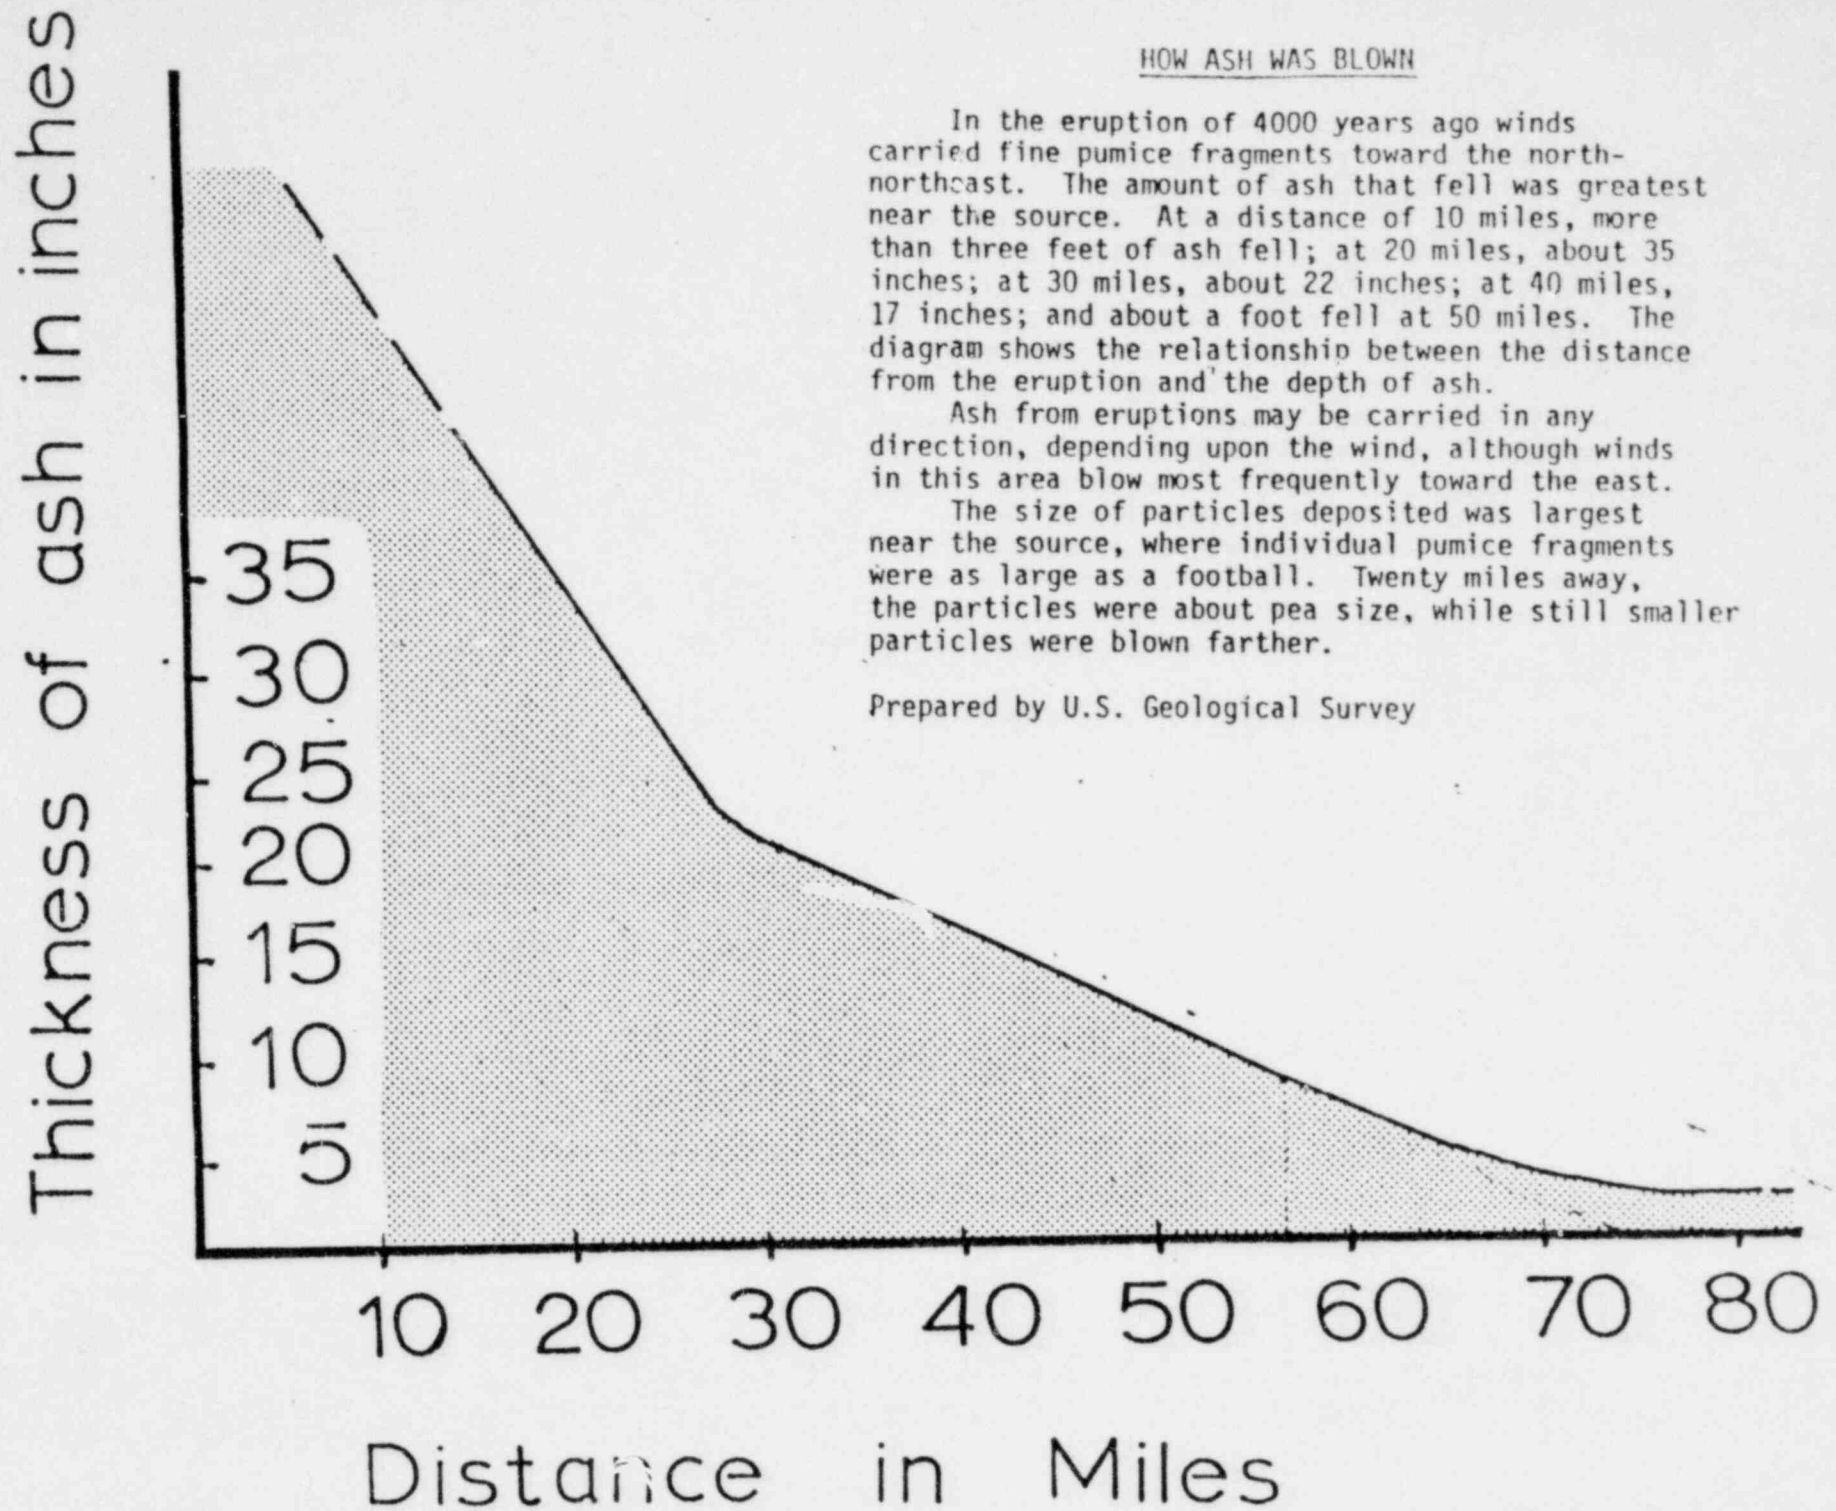 HOW ASH WAS BLOWN
In the eruption of 4000 years ago winds
carried fine pumice fragments toward the north-
northeast. The amount of ash that fell was greatest
near the source. At a distance of 10 miles, more
than three feet of ash fell; at 20 miles, about 35
inches; at 30 miles, about 22 inches; at 40 miles,
17 inches; and about a foot fell at 50 miles. The
diagram shows the relationship between the distance
from the eruption and the depth of ash.
Ash from eruptions may be carried in any
direction, depending upon the wind, although winds
in this area blow most frequently toward the east.
The size of particles deposited was largest
near the source, where individual pumice fragments
were as large as a football. Twenty miles away,
the particles were about pea size, while still smaller
particles were blown farther.
Prepared by U.S. Geological Survey
Thickness of ash in inches
35
30
25
20
15
10
5
10 20 30 40 50 60 70 80
Distance in Miles